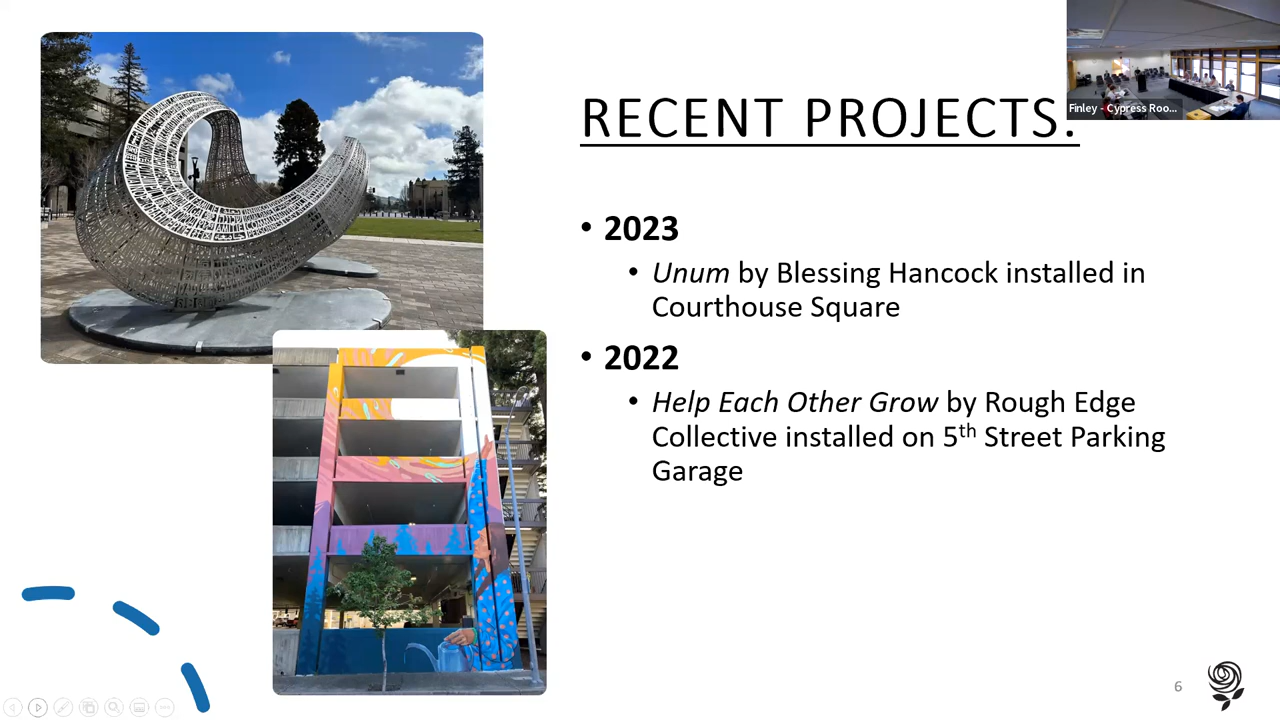 RECENT PROJECTS:
Finley - Cypress Roo...
• 2023
• Unum by Blessing Hancock installed in
Courthouse Square
• 2022
• Help Each Other Grow by Rough Edge
Collective installed on 5th Street Parking
Garage
6